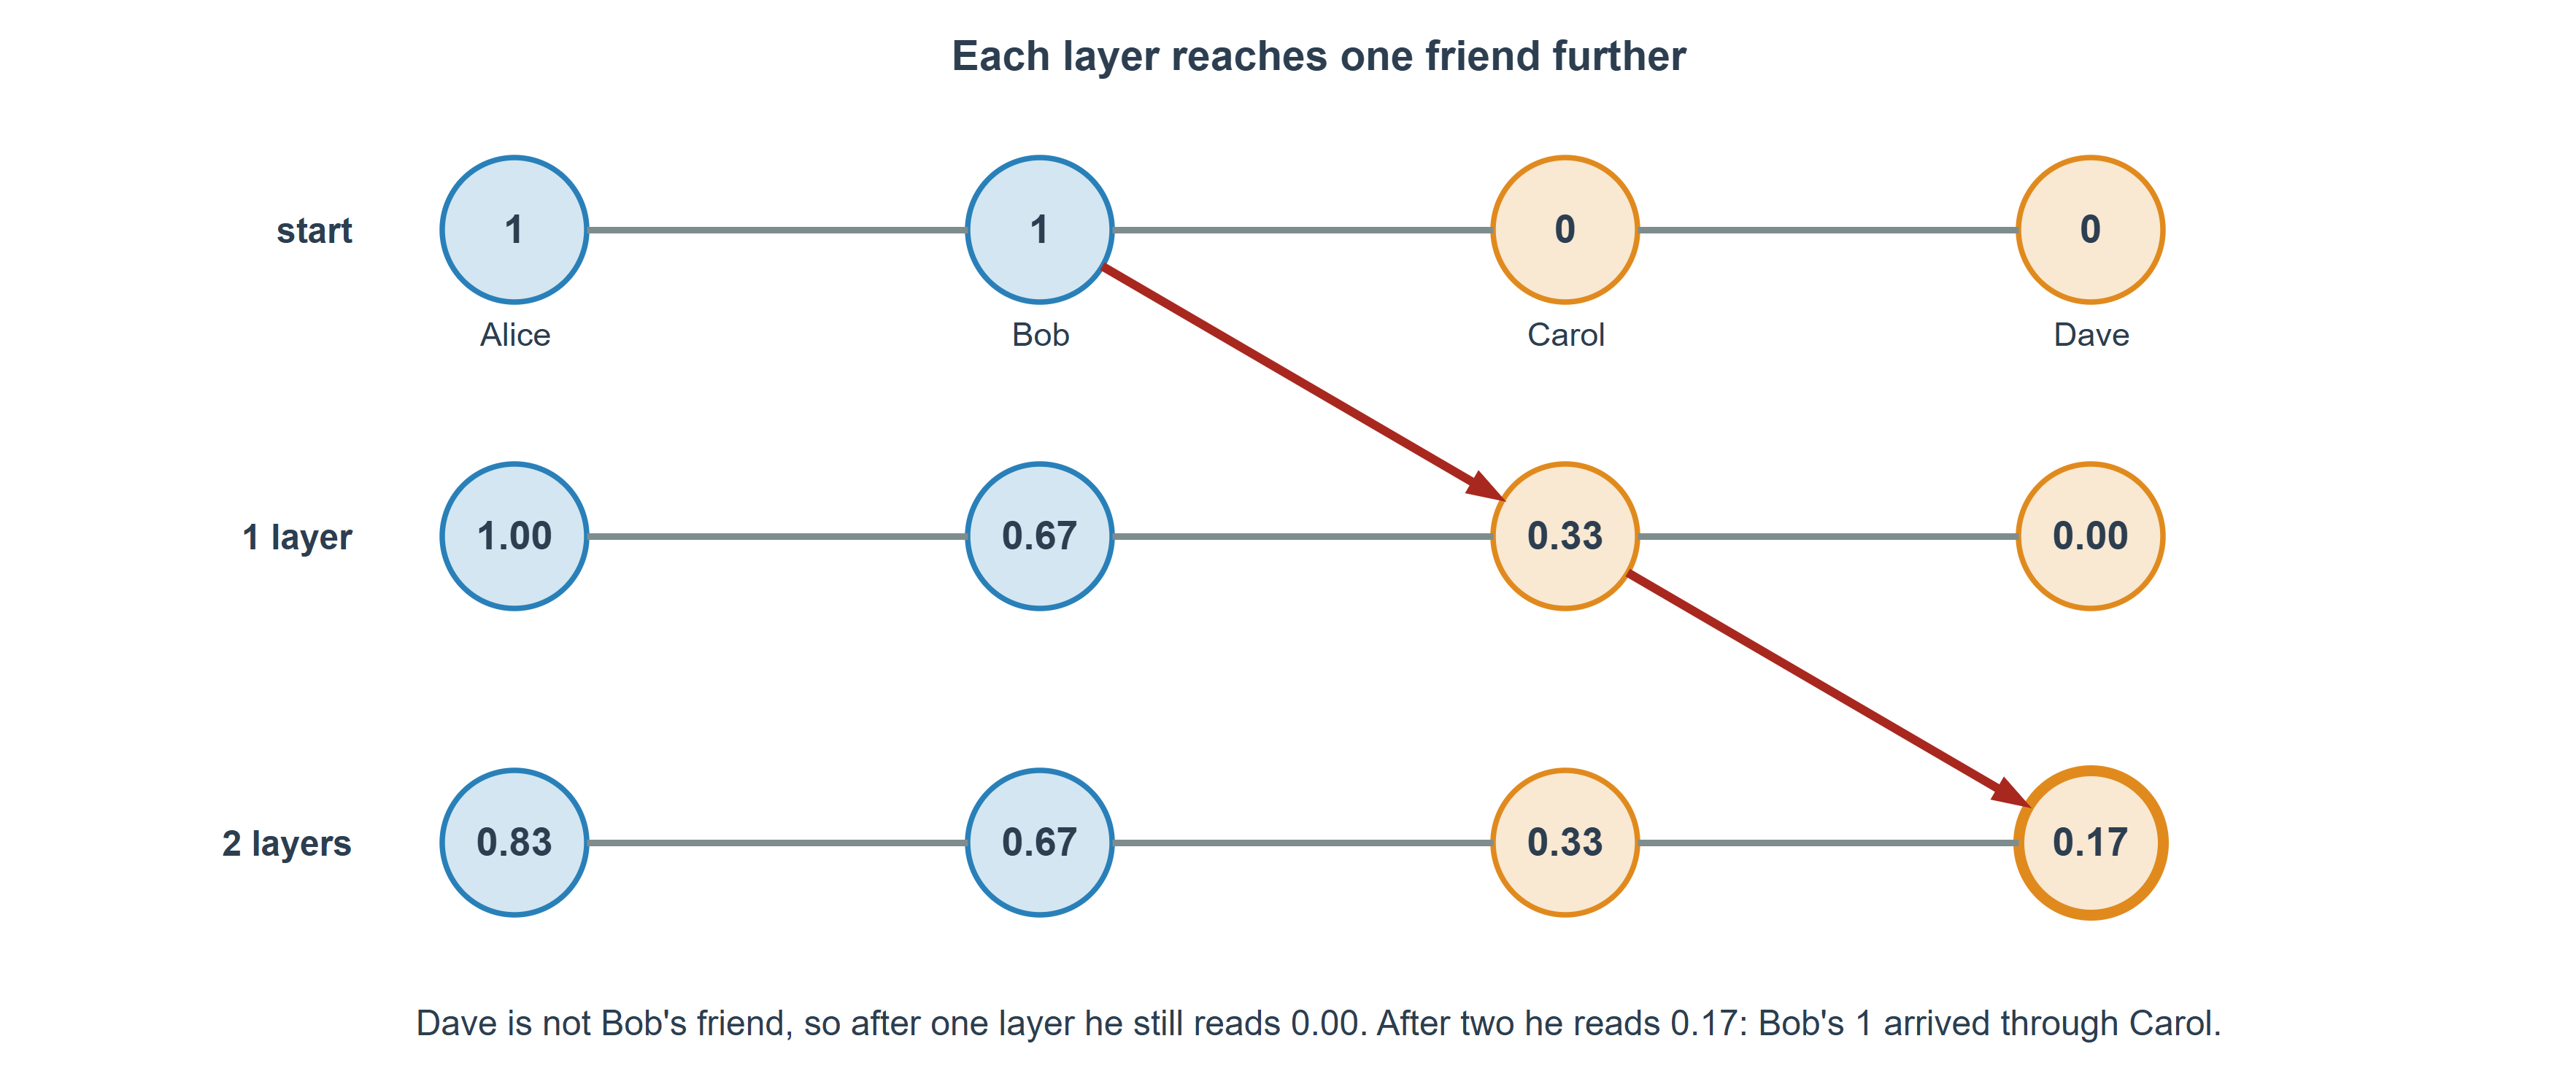 Each layer reaches one friend further
start 1 1 0 0
Alice Bob Carol Dave
1 layer 1.00 0.67 0.33 0.00
2 layers 0.83 0.67 0.33 0.17
Dave is not Bob's friend, so after one layer he still reads 0.00. After two he reads 0.17: Bob's 1 arrived through Carol.